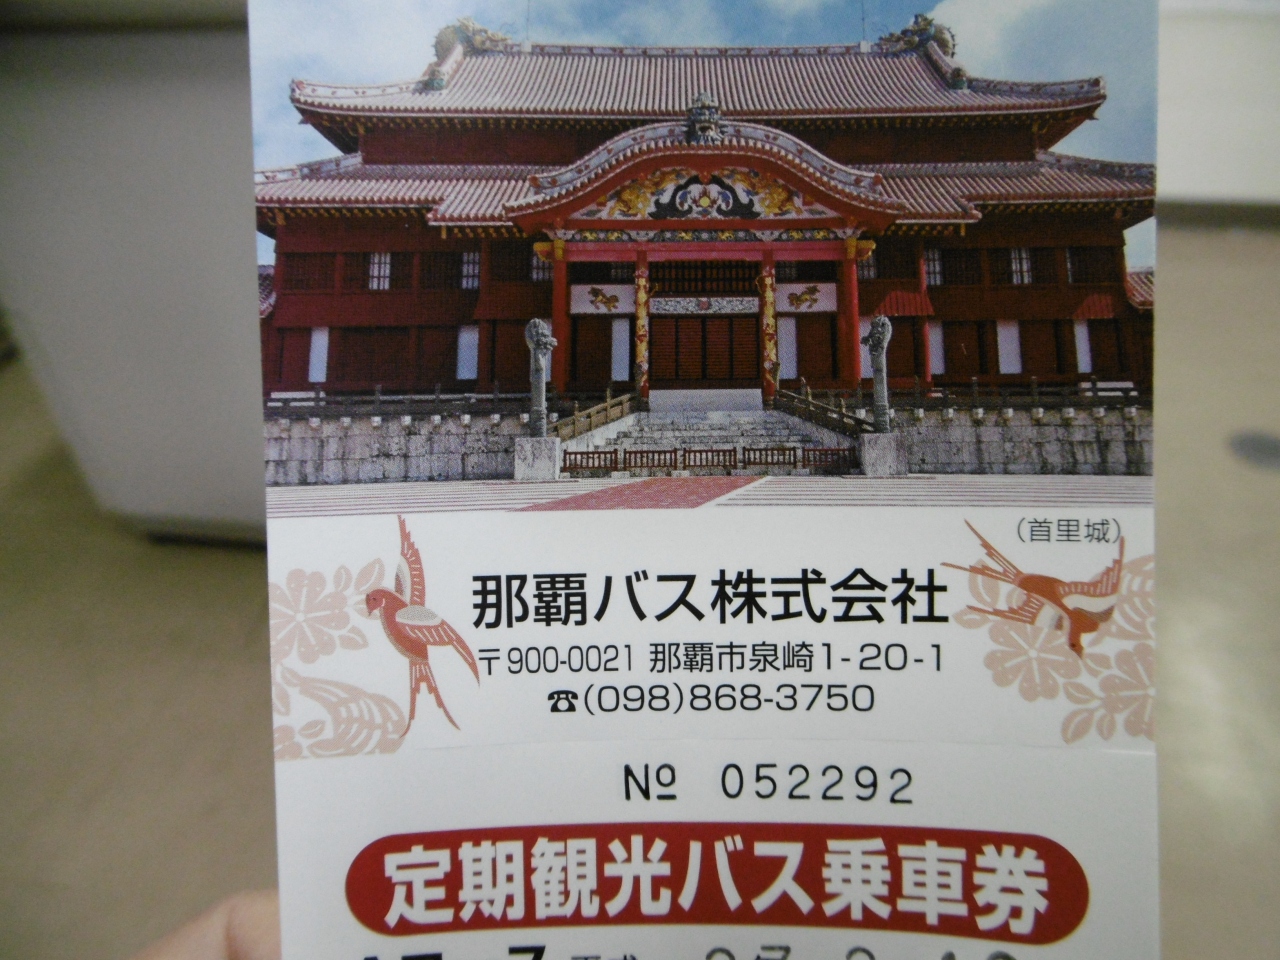 (首里城)
那覇バス株式会社
〒900-0021 那覇市泉崎1-20-1
☎(098)868-3750
№ 052292
定期観光バス乗車券